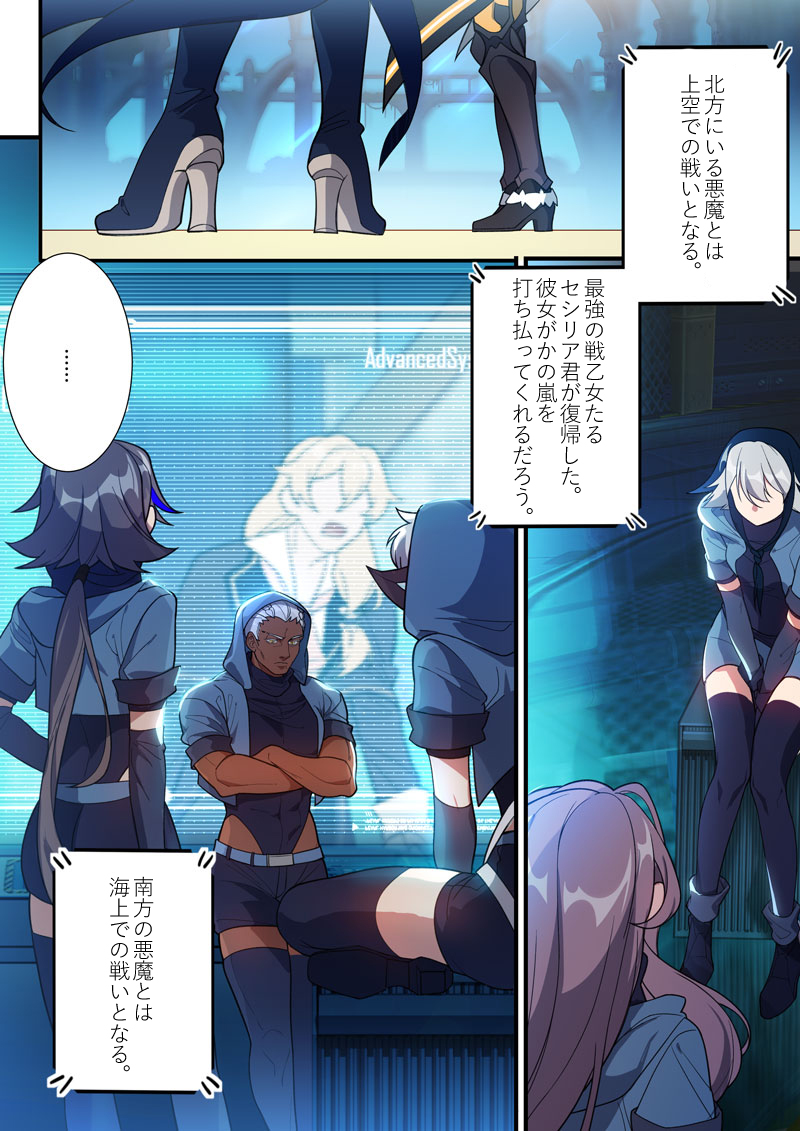 北方にいる悪魔とは
上空での戦いとなる。
最強の戦乙女たる
セシリア君が復帰した。
彼女がかの嵐を
打ち払ってくれるだろう。
……
AdvancedSy
南方の悪魔とは
海上での戦いとなる。